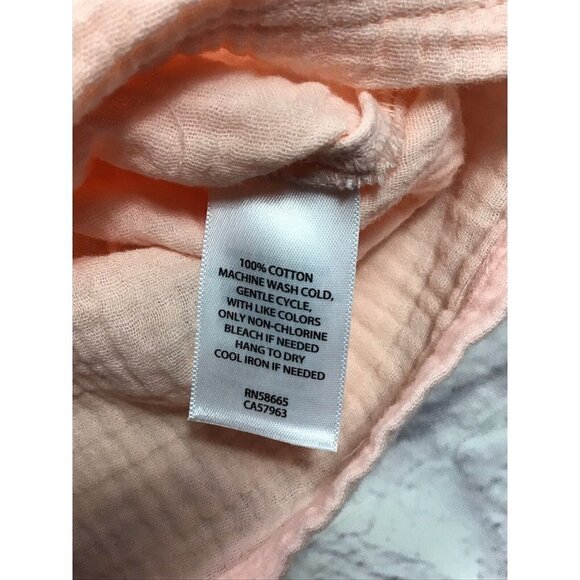 100% COTTON
MACHINE WASH COLD,
GENTLE CYCLE,
WITH LIKE COLORS
ONLY NON-CHLORINE
BLEACH IF NEEDED
HANG TO DRY
COOL IRON IF NEEDED
RN58665
CA57963